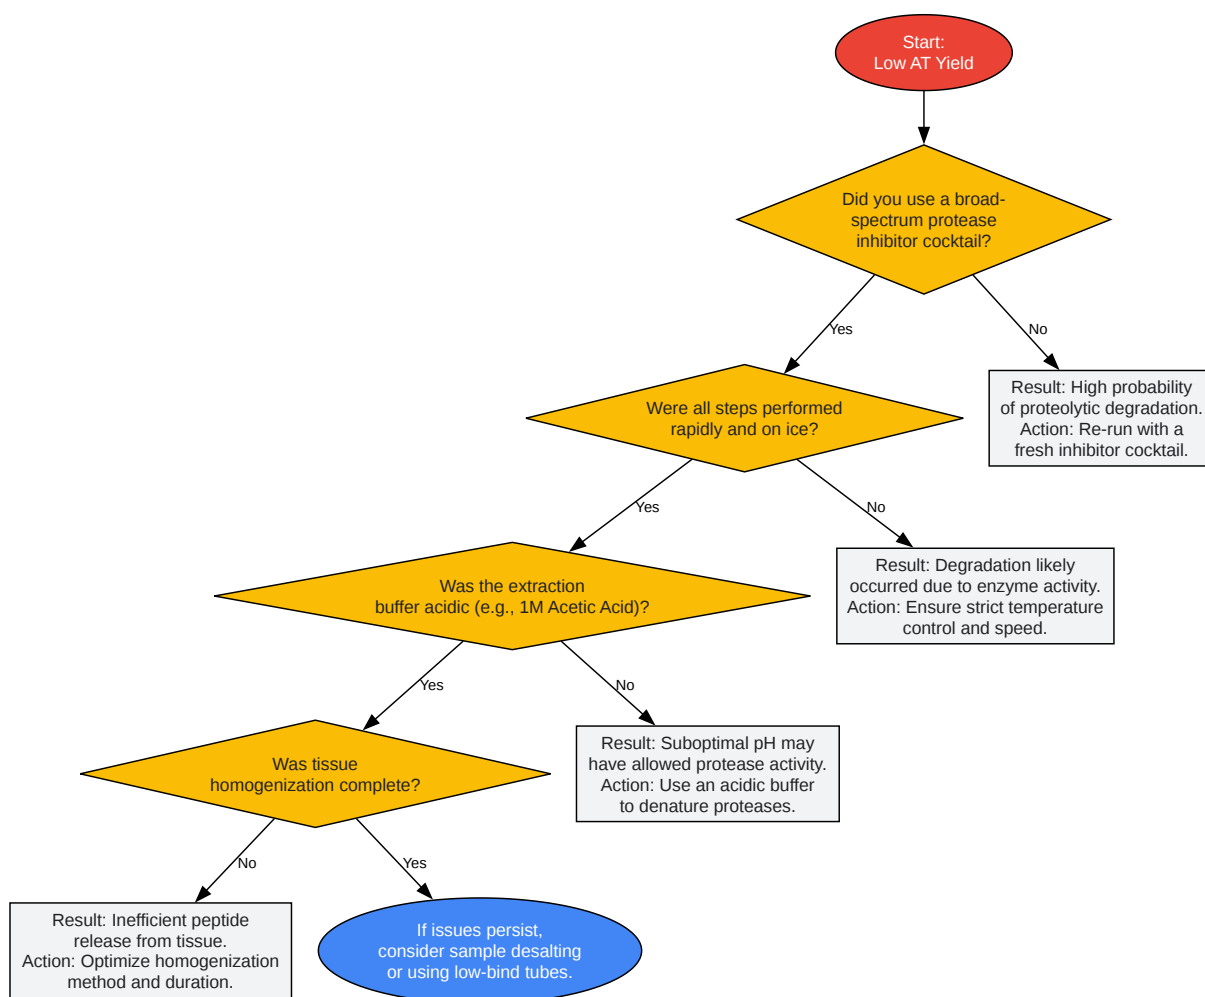 Start:
Low AT Yield
Did you use a broad-
spectrum protease
inhibitor cocktail?
Yes
No
Were all steps performed
rapidly and on ice?
Result: High probability
of proteolytic degradation.
Action: Re-run with a
fresh inhibitor cocktail.
Yes
No
Was the extraction
buffer acidic (e.g., 1M Acetic Acid)?
Result: Degradation likely
occurred due to enzyme activity.
Action: Ensure strict temperature
control and speed.
Yes
No
Was tissue
homogenization complete?
Result: Suboptimal pH may
have allowed protease activity.
Action: Use an acidic buffer
to denature proteases.
No
Yes
Result: Inefficient peptide
release from tissue.
Action: Optimize homogenization
method and duration.
If issues persist,
consider sample desalting
or using low-bind tubes.